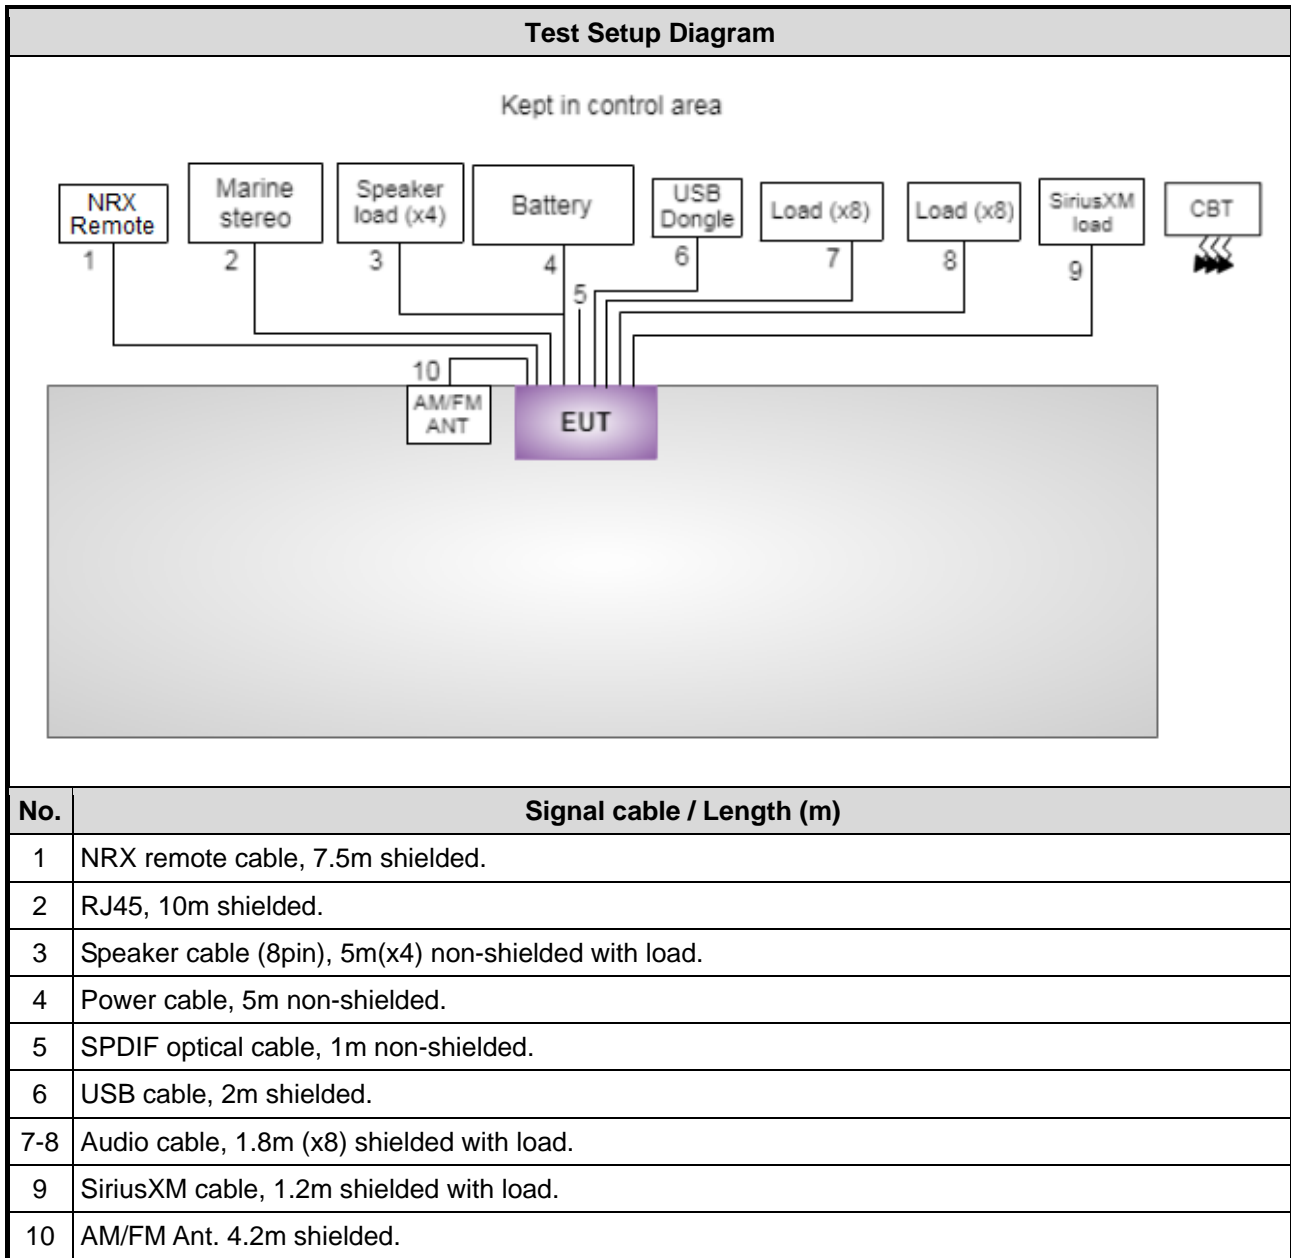 Test Setup Diagram
Kept in control area
NRX
Remote
Marine
stereo
Speaker
load (x4)
Battery
USB
Dongle
Load (x8)
Load (x8)
SiriusXM
load
CBT
1
2
3
4
5
6
7
8
9
10
AM/FM
ANT
EUT
No. Signal cable / Length (m)
1 NRX remote cable, 7.5m shielded.
2 RJ45, 10m shielded.
3 Speaker cable (8pin), 5m(x4) non-shielded with load.
4 Power cable, 5m non-shielded.
5 SPDIF optical cable, 1m non-shielded.
6 USB cable, 2m shielded.
7-8 Audio cable, 1.8m (x8) shielded with load.
9 SiriusXM cable, 1.2m shielded with load.
10 AM/FM Ant. 4.2m shielded.